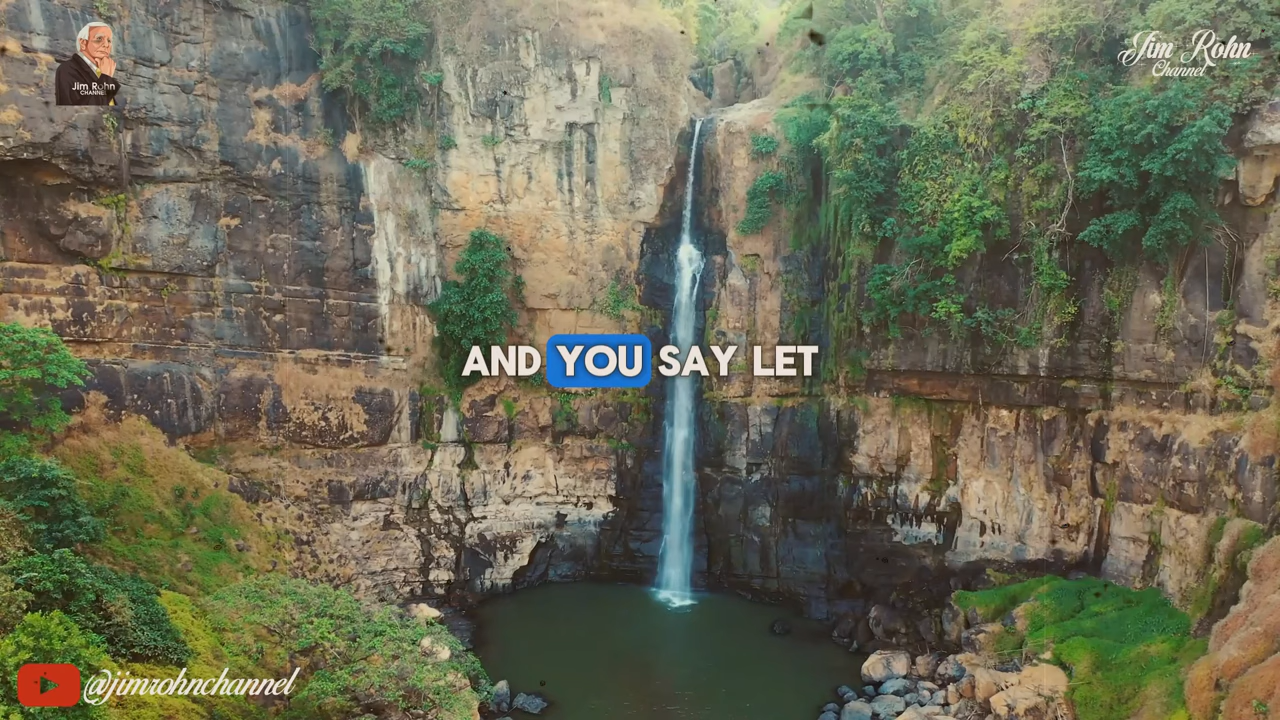 Jim Rohn
CHANNEL
Jim Rohn
Channel
AND YOU SAY LET
@jimrohnchannel